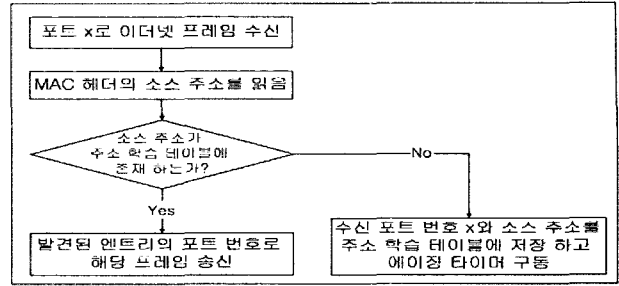 포트 x로 이더넷 프레임 수신
MAC 헤더의 소스 주소를 읽음
소스 주소가
주소 학습 테이블에
존재 하는가?
No
Yes
발견된 엔트리의 포트 번호로
해당 프레임 송신
수신 포트 번호 x와 소스 주소를
주소 학습 테이블에 저장 하고
에이징 타이머 구동